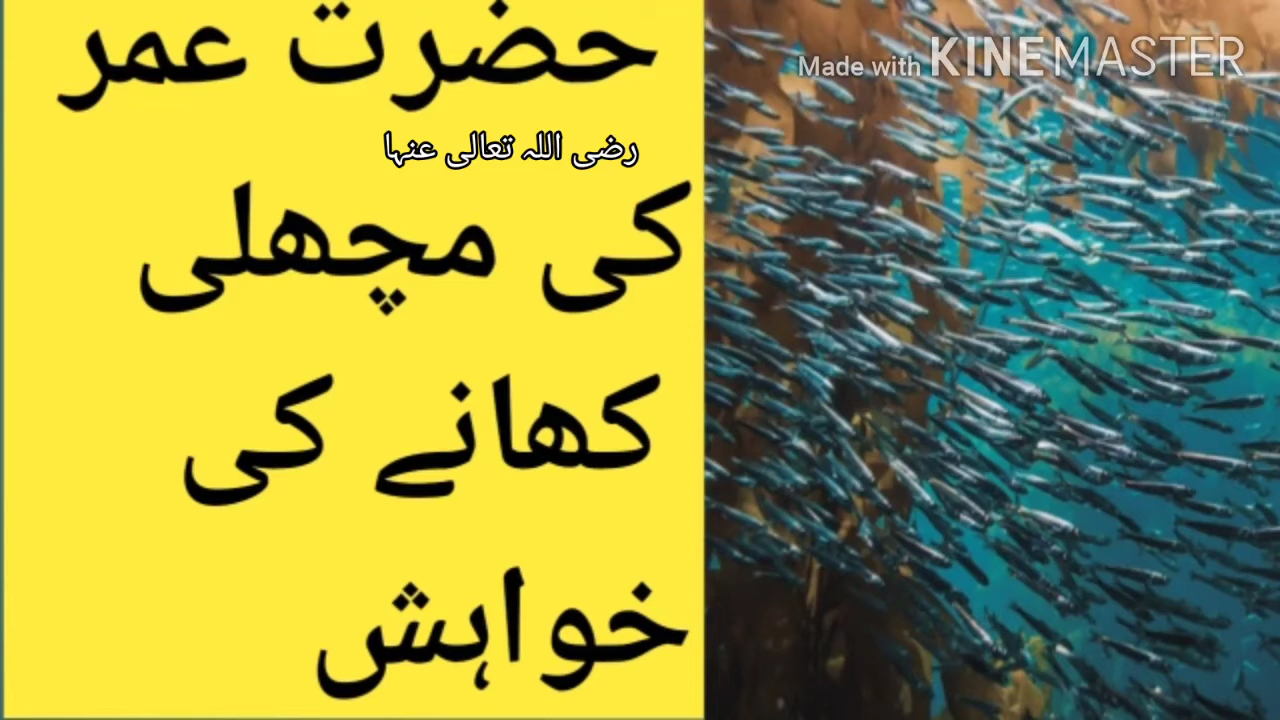 حضرت عمر
رضی اللہ تعالی عنہا
کی مچھلی
کھانے کی
خواہش
Made with KINEMASTER